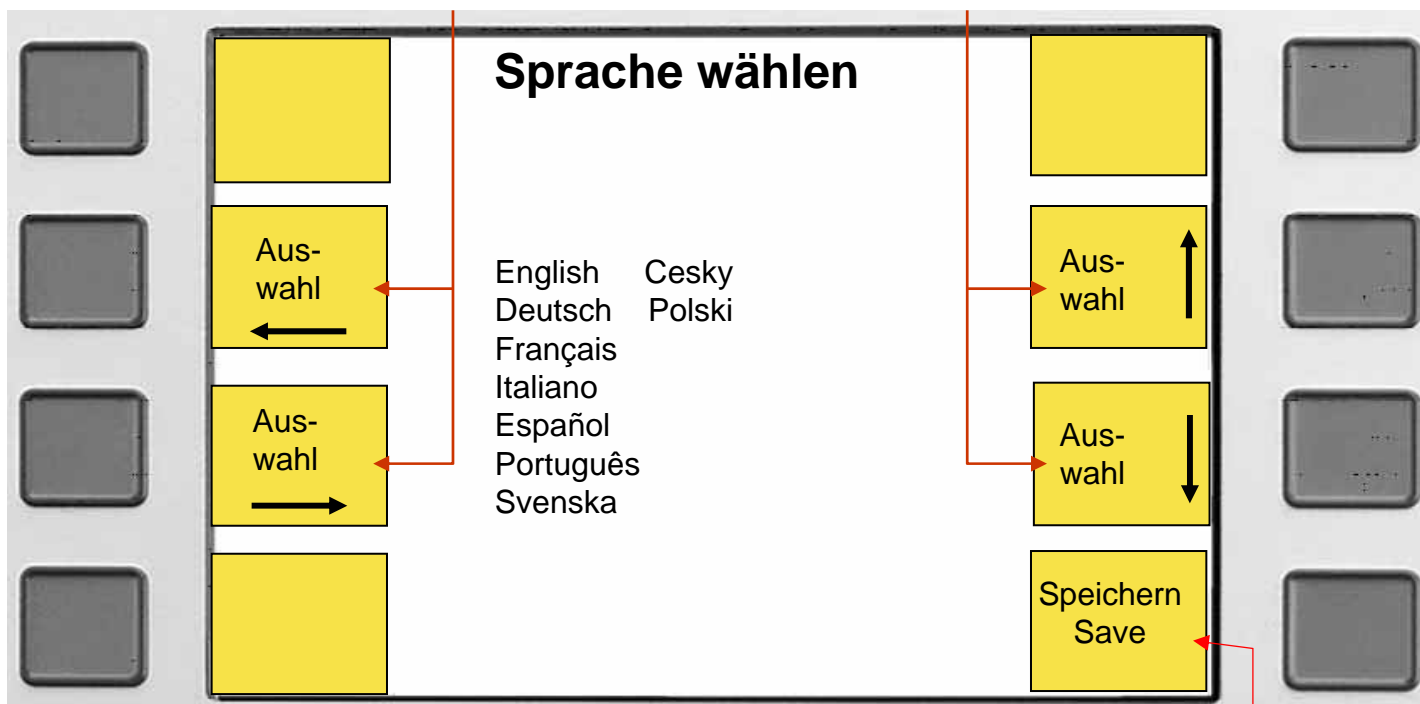 Sprache wählen
Aus-
wahl
Aus-
wahl
English Cesky
Deutsch Polski
Français
Italiano
Español
Português
Svenska
Aus-
wahl
Aus-
wahl
Speichern
Save